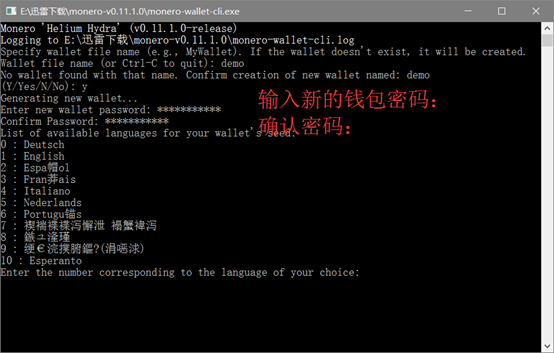 E:\迅雷下载\monero-v0.11.1.0\monero-wallet-cli.exe
Monero 'Helium Hydra' (v0.11.1.0-release)
Logging to E:\迅雷下载\monero-v0.11.1.0\monero-wallet-cli.log
Specify wallet file name (e.g., MyWallet). If the wallet doesn't exist, it will be created.
Wallet file name (or Ctrl-C to quit): demo
No wallet found with that name. Confirm creation of new wallet named: demo
(Y/Yes/N/No): y
Generating new wallet...
输入新的钱包密码:
Enter new wallet password: ***********
Confirm Password: ***********
确认密码:
List of available languages for your wallet's seed:
0 : Deutsch
1 : English
2 : Espa帽ol
3 : Fran莽ais
4 : Italiano
5 : Nederlands
6 : Portugu锚s
7 :
8 :
9 :
10 : Esperanto
Enter the number corresponding to the language of your choice: